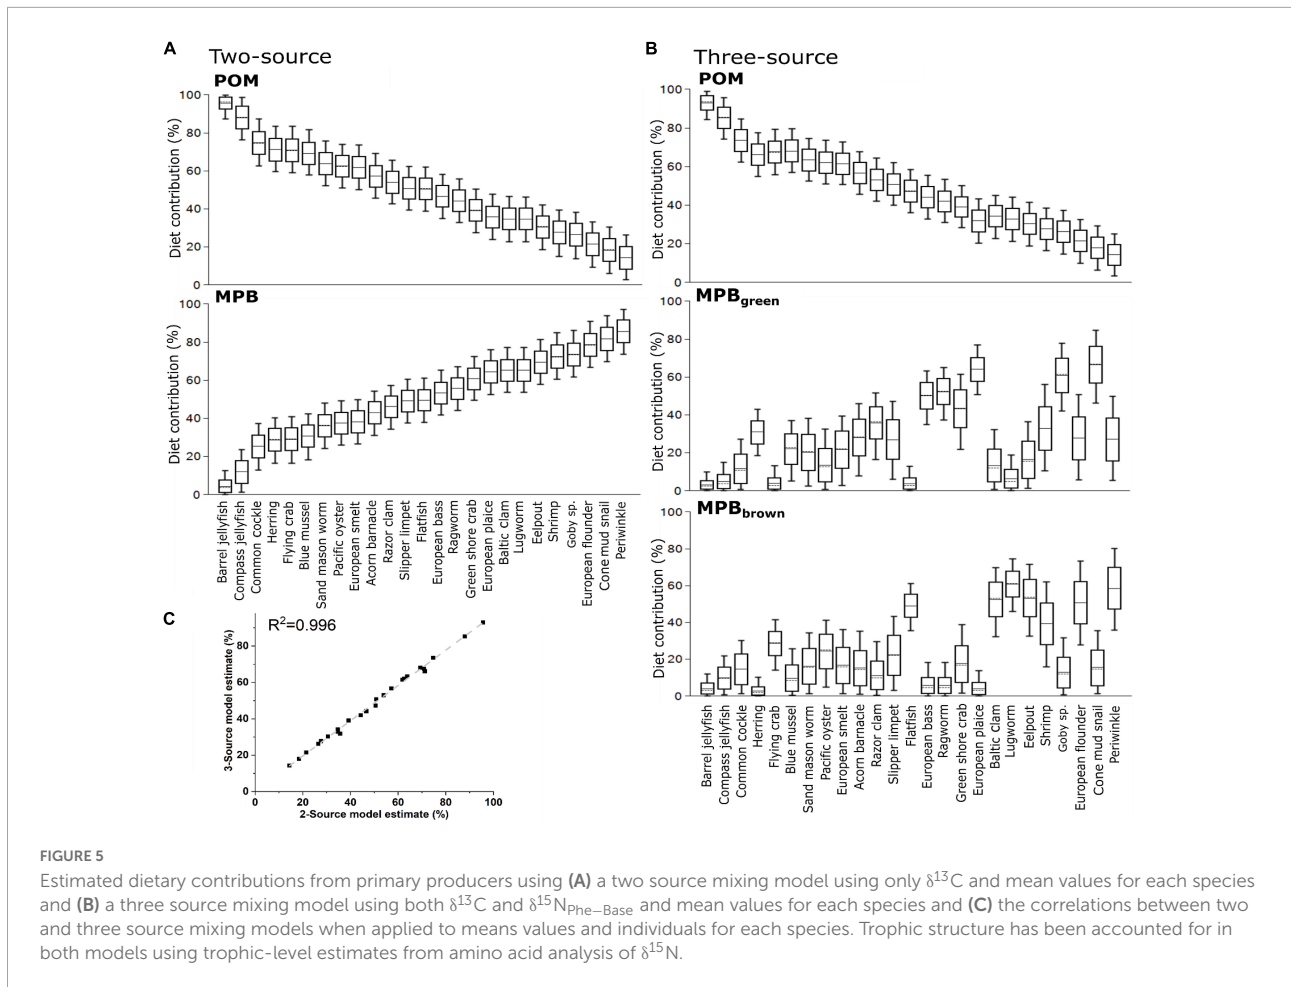 A
Two-source
POM
100
80
60
40
20
0
Diet contribution (%)
MPB
100
80
60
40
20
0
Diet contribution (%)
Barrel jellyfish
Compass jellyfish
Common cockle
Herring
Flying crab
Blue mussel
Sand mason worm
Pacific oyster
European smelt
Acorn barnacle
Razor clam
Slipper limpet
Flatfish
European bass
Ragworm
Green shore crab
European plaice
Baltic clam
Lugworm
Eelpout
Shrimp
Goby sp.
European flounder
Cone mud snail
Periwinkle
B
Three-source
POM
100
80
60
40
20
0
Diet contribution (%)
MPBgreen
100
80
60
40
20
0
Diet contribution (%)
MPBbrown
100
80
60
40
20
0
Diet contribution (%)
Barrel jellyfish
Compass jellyfish
Common cockle
Herring
Flying crab
Blue mussel
Sand mason worm
Pacific oyster
European smelt
Acorn barnacle
Razor clam
Slipper limpet
Flatfish
European bass
Ragworm
Green shore crab
European plaice
Baltic clam
Lugworm
Eelpout
Shrimp
Goby sp.
European flounder
Cone mud snail
Periwinkle
C
R²=0.996
3-Source model estimate (%)
80
60
40
20
0
0 20 40 60 80 100
2-Source model estimate (%)
FIGURE 5
Estimated dietary contributions from primary producers using (A) a two source mixing model using only δ¹³C and mean values for each species
and (B) a three source mixing model using both δ¹³C and δ¹⁵NPhe−Base and mean values for each species and (C) the correlations between two
and three source mixing models when applied to means values and individuals for each species. Trophic structure has been accounted for in
both models using trophic-level estimates from amino acid analysis of δ¹⁵N.